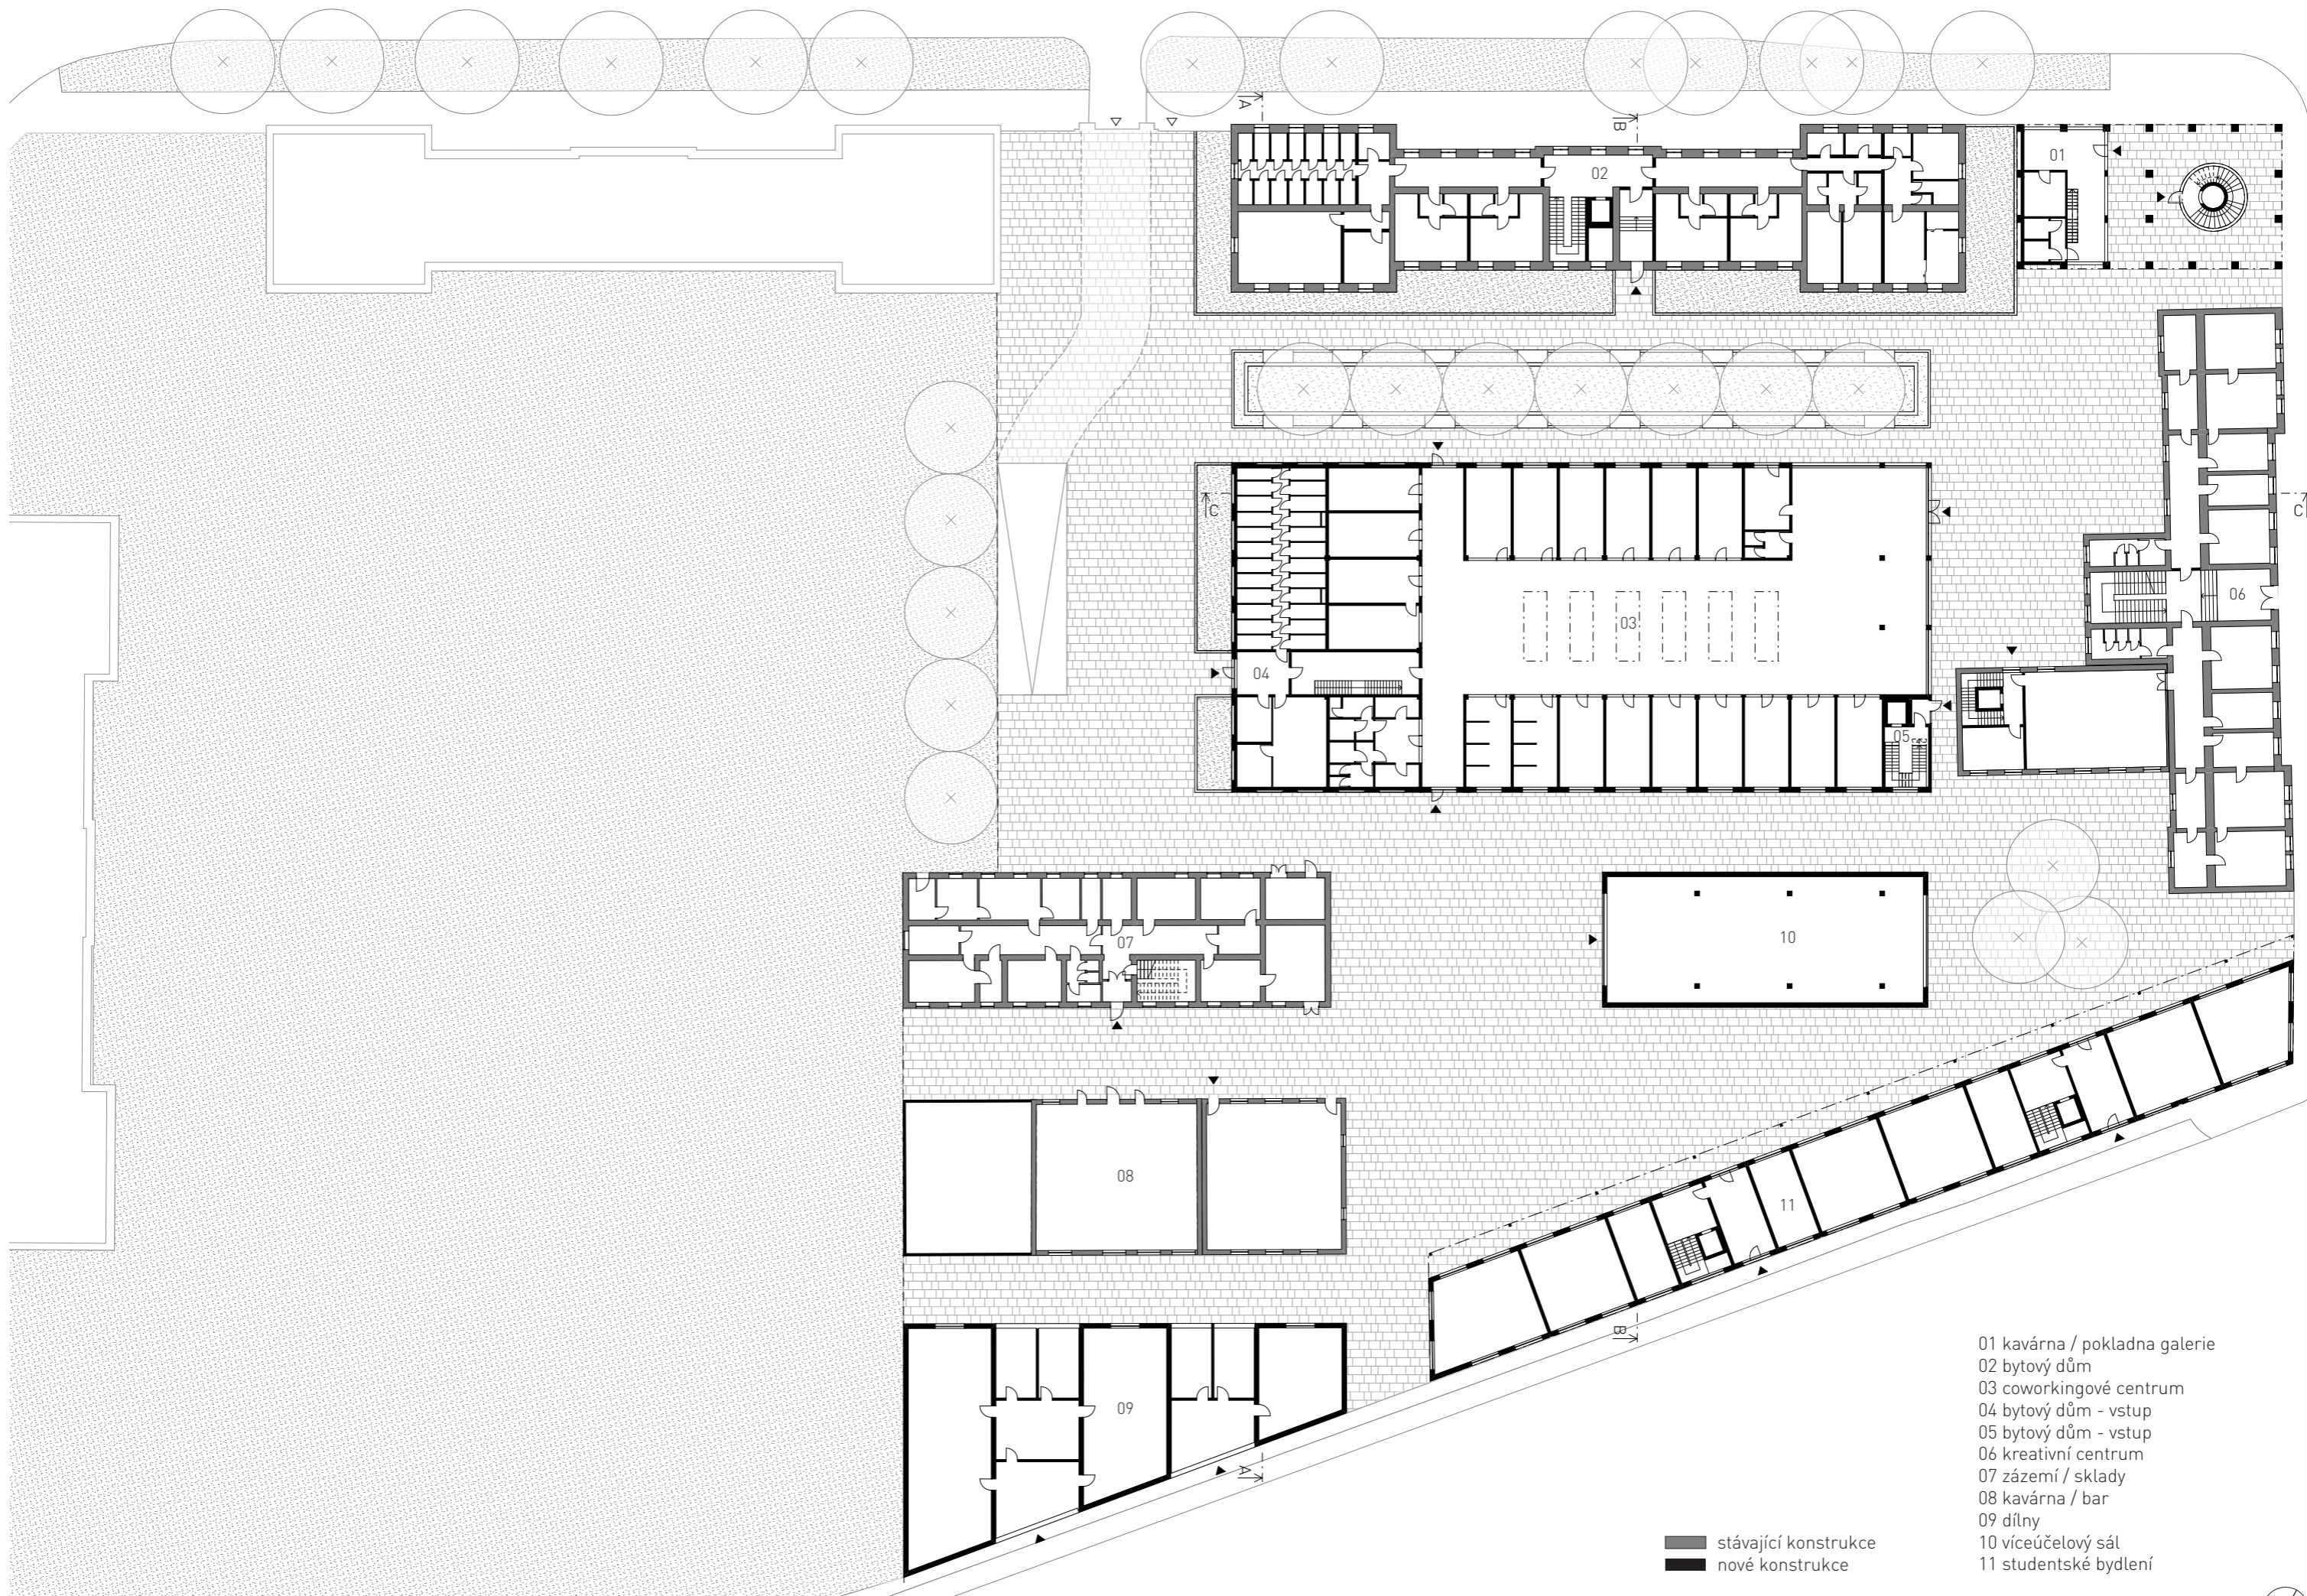 A
B
01
02
C
C
06
03
04
05
07
10
08
11
09
B
A
01 kavárna / pokladna galerie
02 bytový dům
03 coworkingové centrum
04 bytový dům - vstup
05 bytový dům - vstup
06 kreativní centrum
07 zázemí / sklady
08 kavárna / bar
09 dílny
10 víceúčelový sál
11 studentské bydlení
stávající konstrukce
nové konstrukce